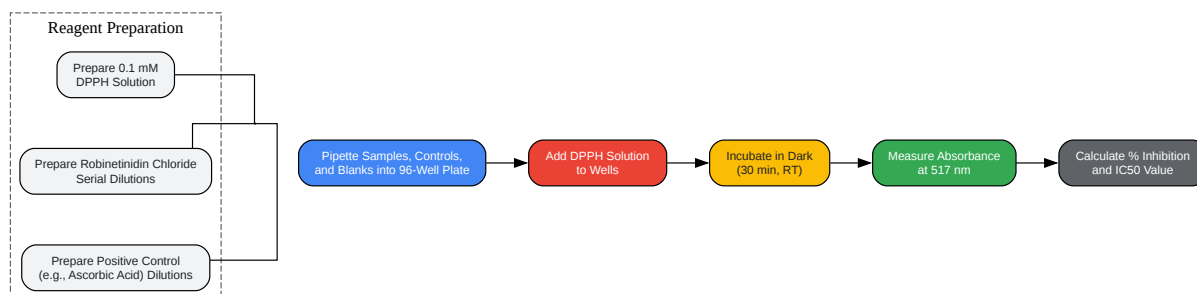 Reagent Preparation
Prepare 0.1 mM
DPPH Solution
Prepare Robinetinidin Chloride
Serial Dilutions
Prepare Positive Control
(e.g., Ascorbic Acid) Dilutions
Pipette Samples, Controls,
and Blanks into 96-Well Plate
Add DPPH Solution
to Wells
Incubate in Dark
(30 min, RT)
Measure Absorbance
at 517 nm
Calculate % Inhibition
and IC50 Value